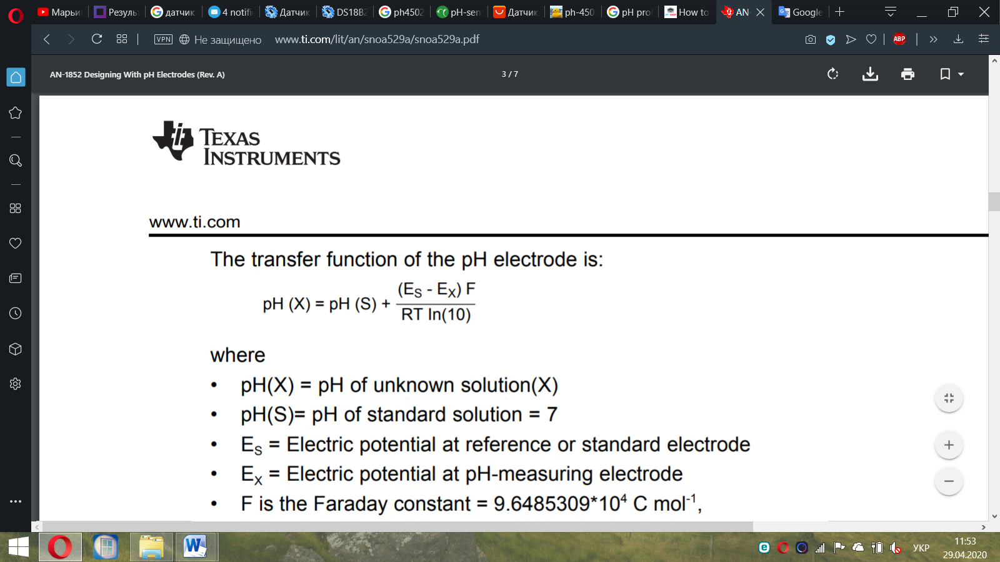 Марьи
Резуль
датчик
4 notifi
Датчик
DS18B2
ph4502
pH-sen
Датчик
ph-450
pH pro
How to
AN-
Google
VPN
Не защищено
www.ti.com/lit/an/snoa529a/snoa529a.pdf
ABP
AN-1852 Designing With pH Electrodes (Rev. A)
3 / 7
TEXAS
INSTRUMENTS
www.ti.com
The transfer function of the pH electrode is:
pH (X) = pH (S) + (ES - EX) F / RT ln(10)
where
• pH(X) = pH of unknown solution(X)
• pH(S)= pH of standard solution = 7
• ES = Electric potential at reference or standard electrode
• EX = Electric potential at pH-measuring electrode
• F is the Faraday constant = 9.6485309*10⁴ C mol⁻¹,
УКР
11:53
29.04.2020